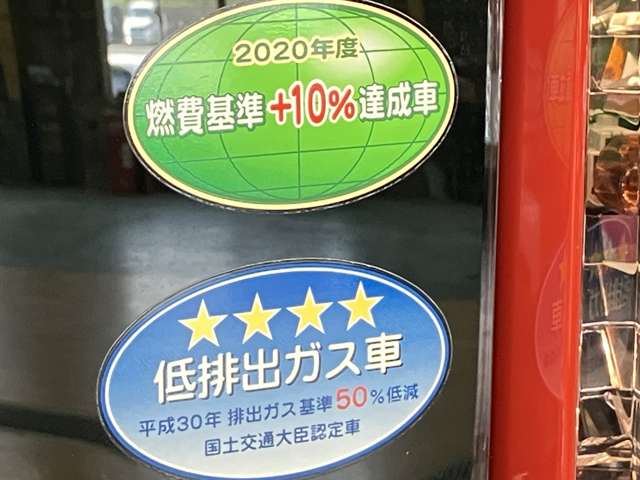 2020年度
燃費基準+10%達成車
低排出ガス車
平成30年 排出ガス基準50%低減
国土交通大臣認定車